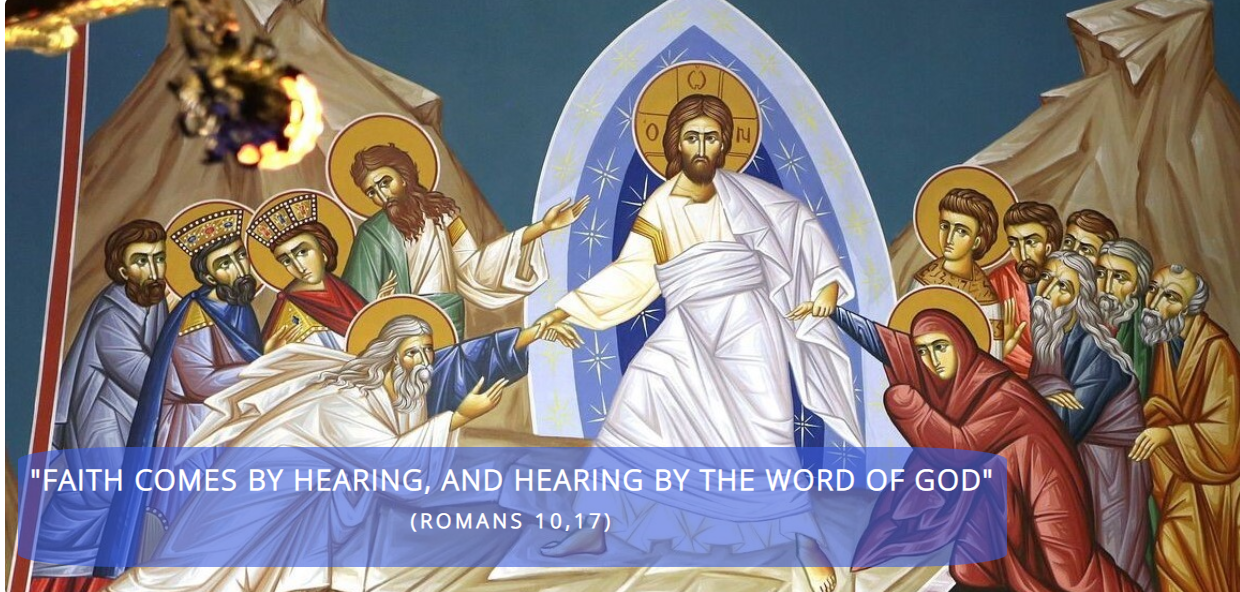 Ὁ Ὤ Ν
"FAITH COMES BY HEARING, AND HEARING BY THE WORD OF GOD"
(ROMANS 10,17)